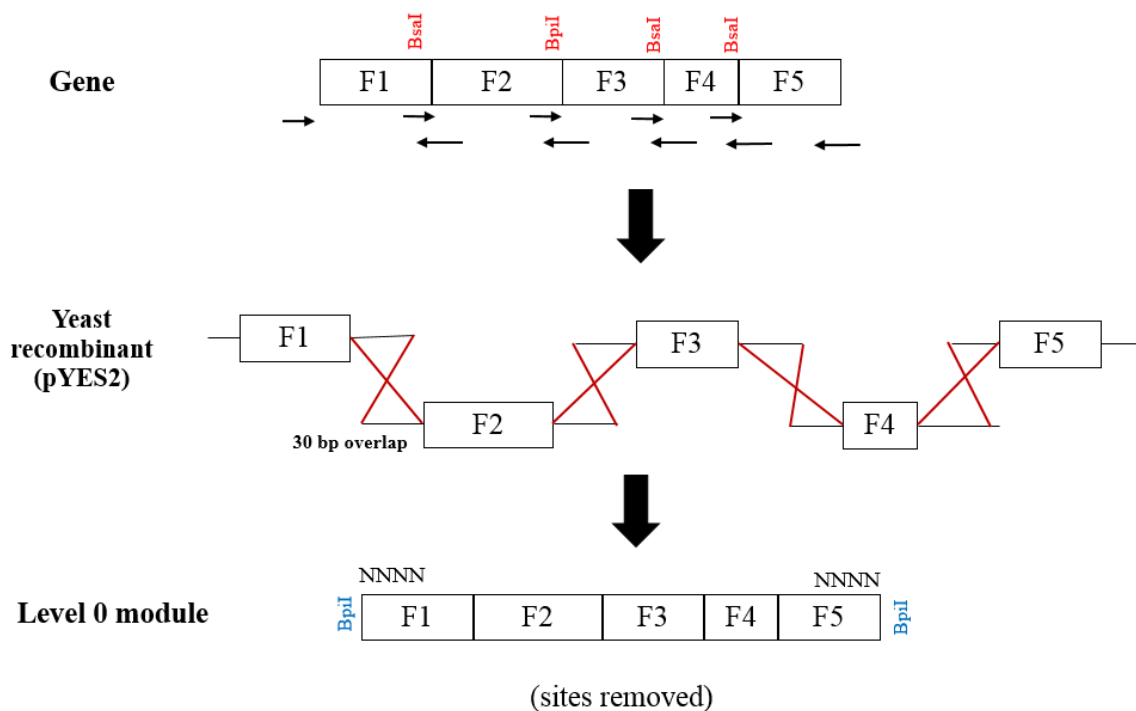 BsaI BpiI BsaI BsaI
Gene F1 F2 F3 F4 F5
Yeast
recombinant
(pYES2)
F1 F3 F5
F2 F4
30 bp overlap
NNNN NNNN
Level 0 module BpiI F1 F2 F3 F4 F5 BpiI
(sites removed)